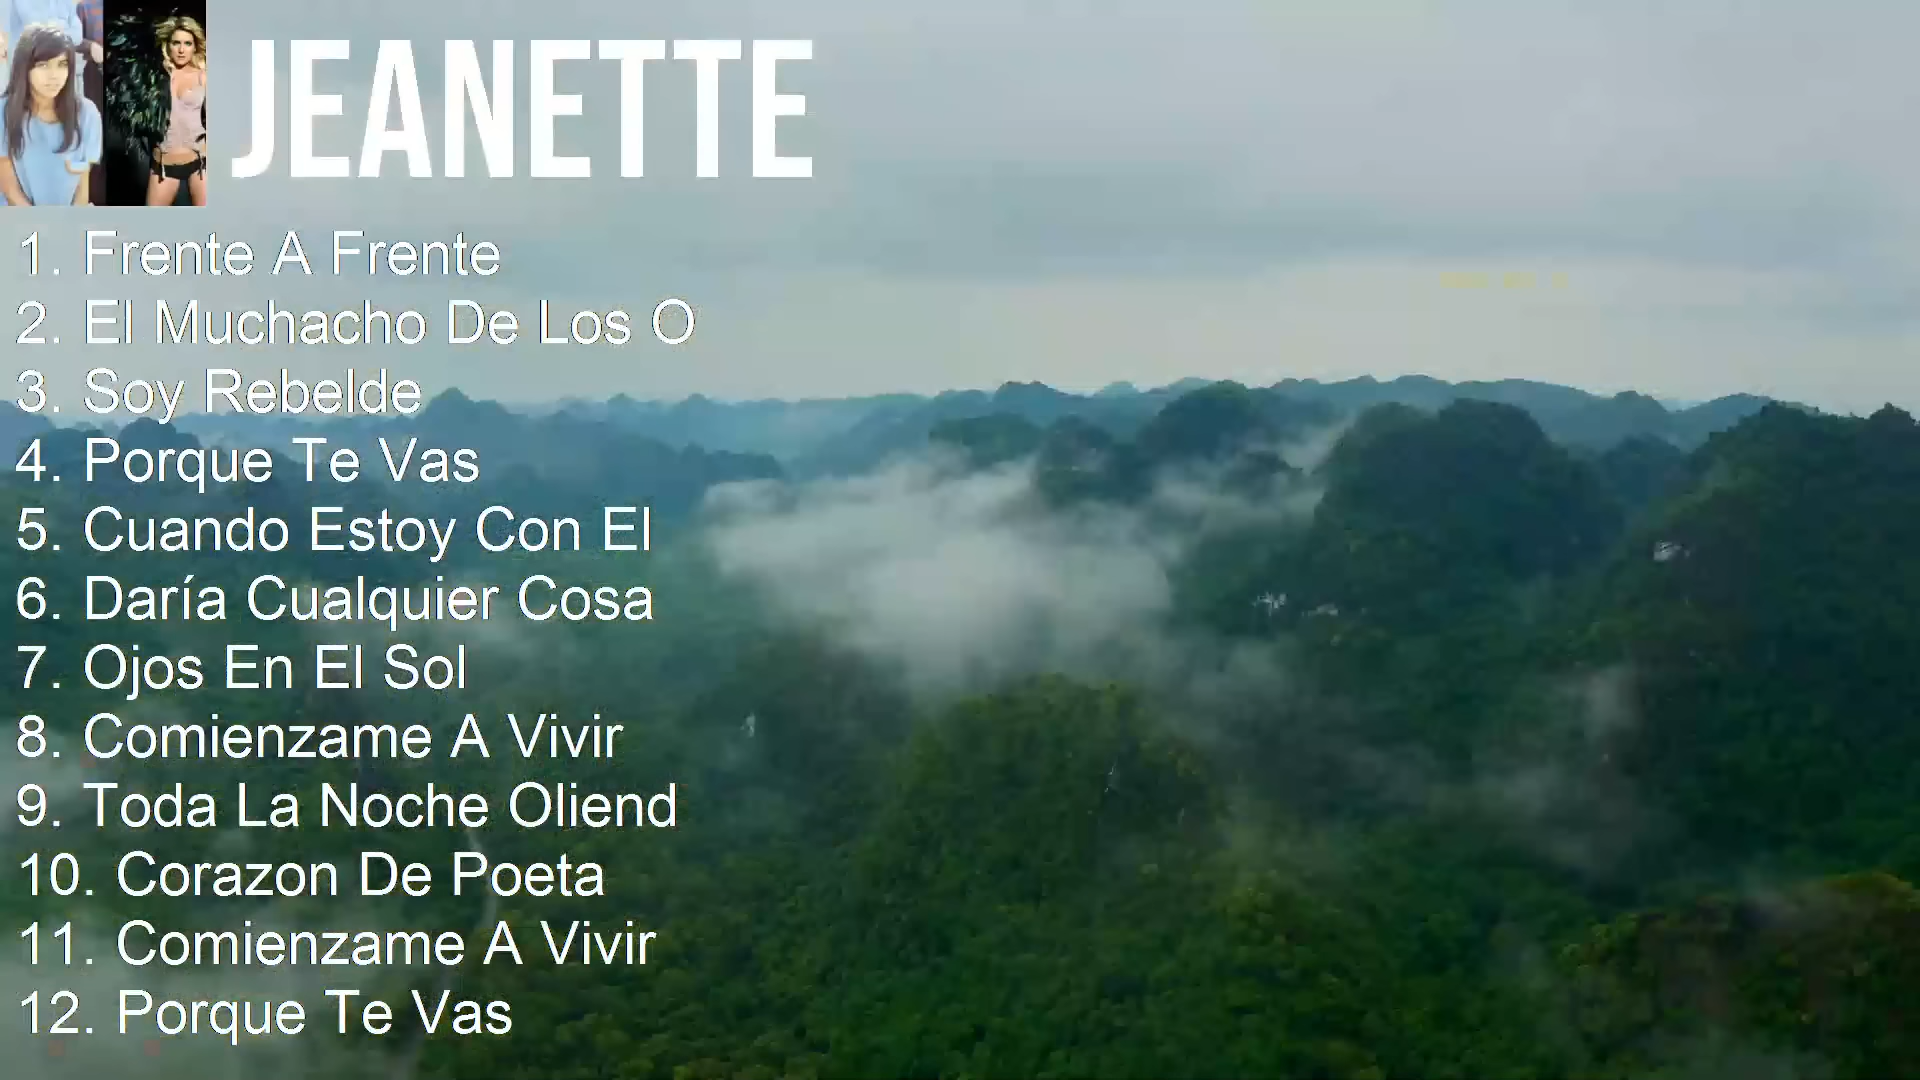 JEANETTE
1. Frente A Frente
2. El Muchacho De Los O
3. Soy Rebelde
4. Porque Te Vas
5. Cuando Estoy Con El
6. Daría Cualquier Cosa
7. Ojos En El Sol
8. Comienzame A Vivir
9. Toda La Noche Oliend
10. Corazon De Poeta
11. Comienzame A Vivir
12. Porque Te Vas